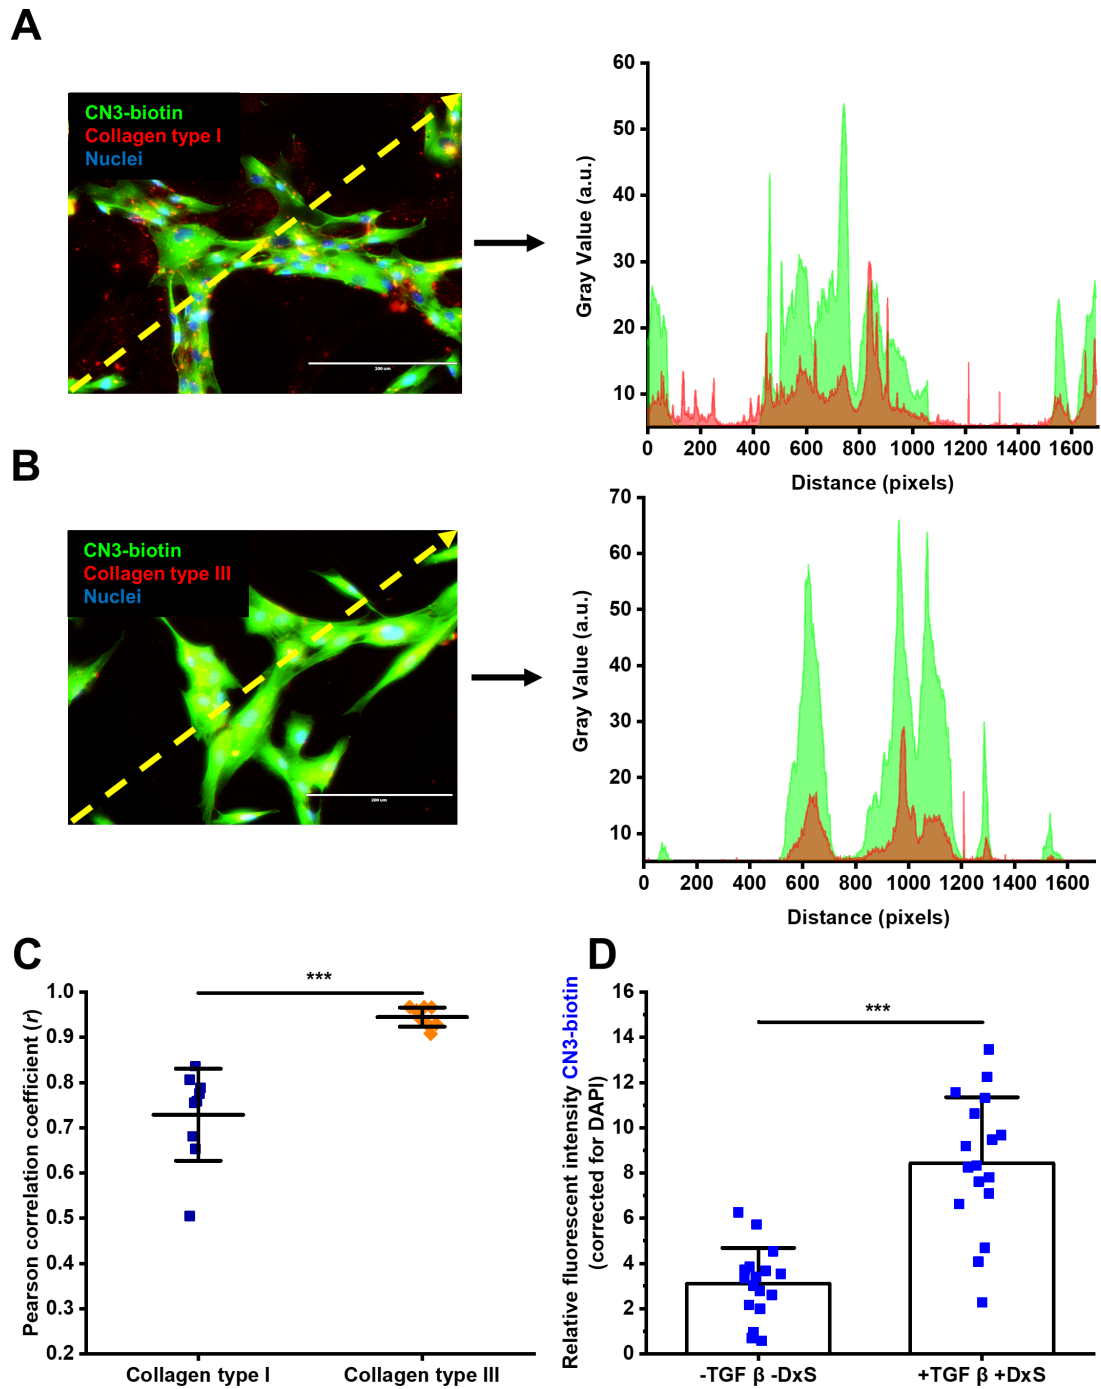 A
CN3-biotin
Collagen type I
Nuclei
200 um
Gray Value (a.u.)
60
50
40
30
20
10
0 200 400 600 800 1000 1200 1400 1600
Distance (pixels)
B
CN3-biotin
Collagen type III
Nuclei
200 um
Gray Value (a.u.)
70
60
50
40
30
20
10
0 200 400 600 800 1000 1200 1400 1600
Distance (pixels)
C
Pearson correlation coefficient (r)
1.0
0.9
0.8
0.7
0.6
0.5
0.4
0.3
0.2
***
Collagen type I Collagen type III
D
Relative fluorescent intensity CN3-biotin
(corrected for DAPI)
16
14
12
10
8
6
4
2
0
***
-TGF β -DxS +TGF β +DxS